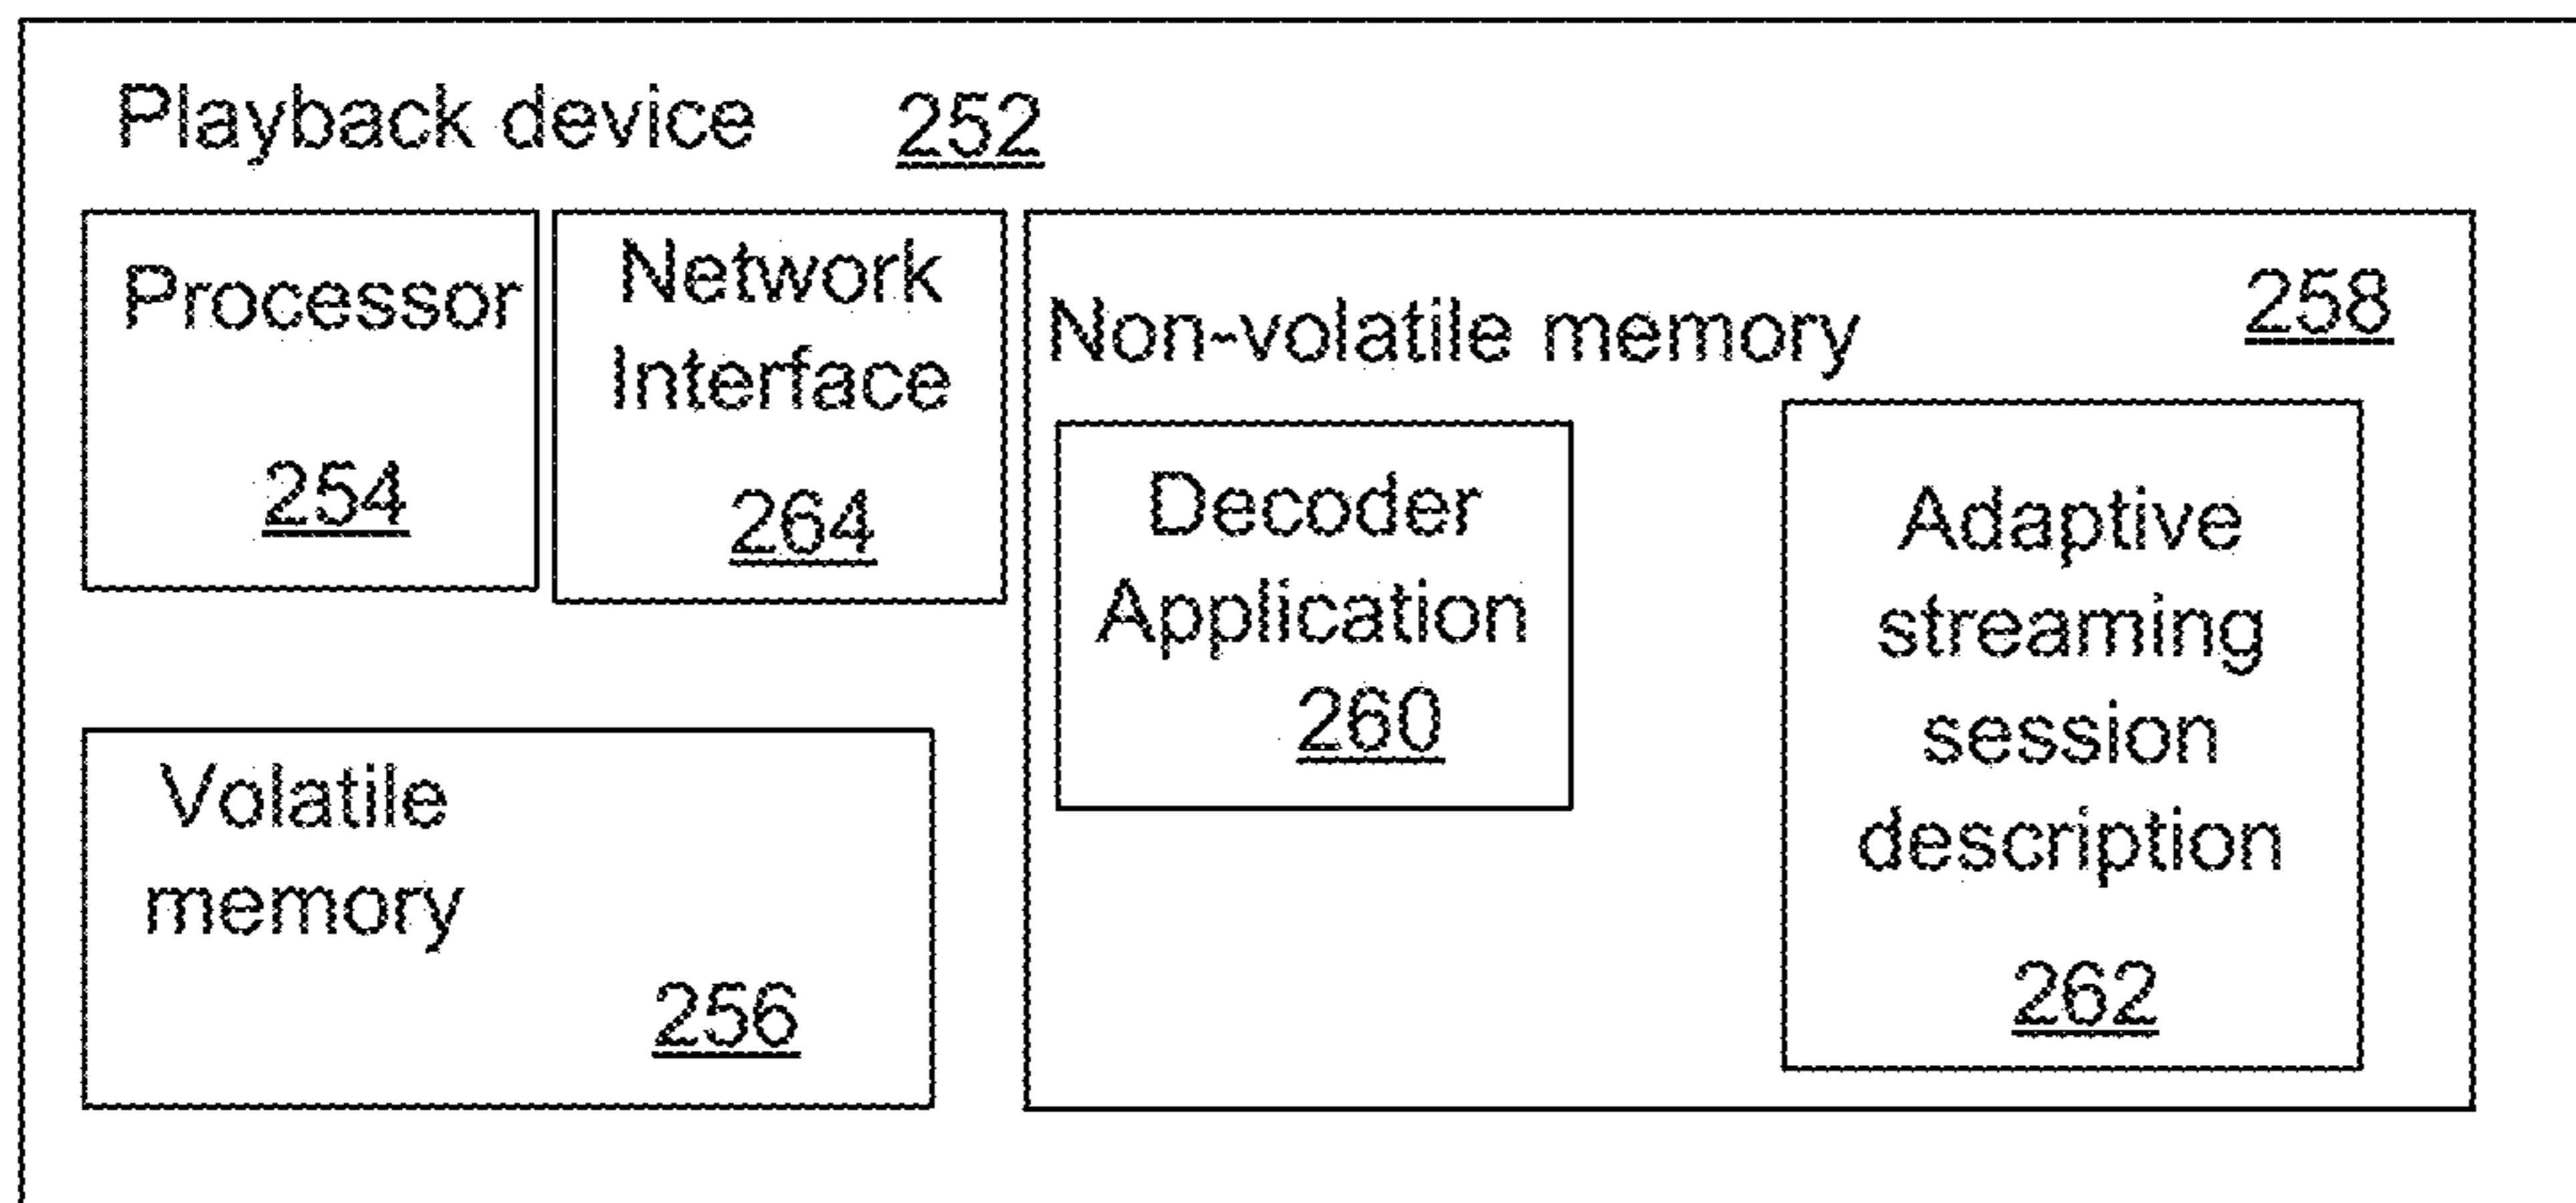 Playback device 252
Processor
254
Network
Interface
264
Non-volatile memory 258
Decoder
Application
260
Adaptive
streaming
session
description
262
Volatile
memory
256